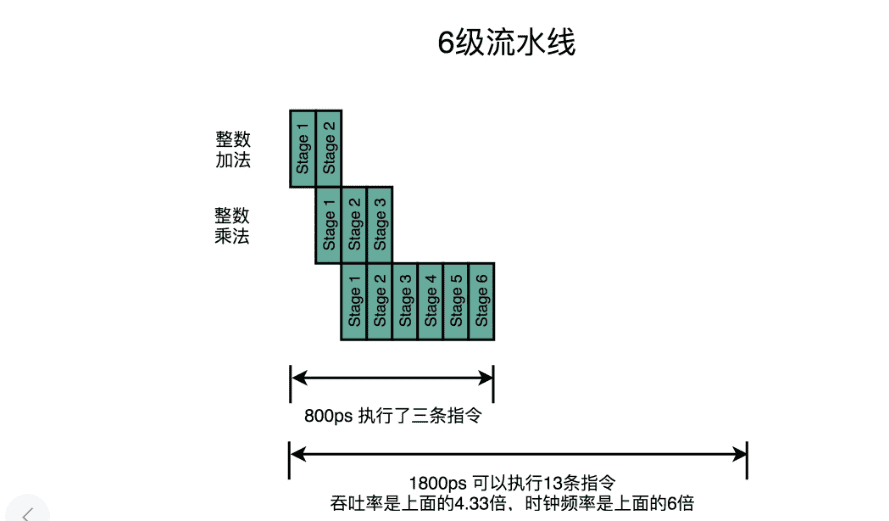 6级流水线
整数
加法
Stage 1
Stage 2
整数
乘法
Stage 1
Stage 2
Stage 3
Stage 1
Stage 2
Stage 3
Stage 4
Stage 5
Stage 6
800ps 执行了三条指令
1800ps 可以执行13条指令
吞吐率是上面的4.33倍，时钟频率是上面的6倍